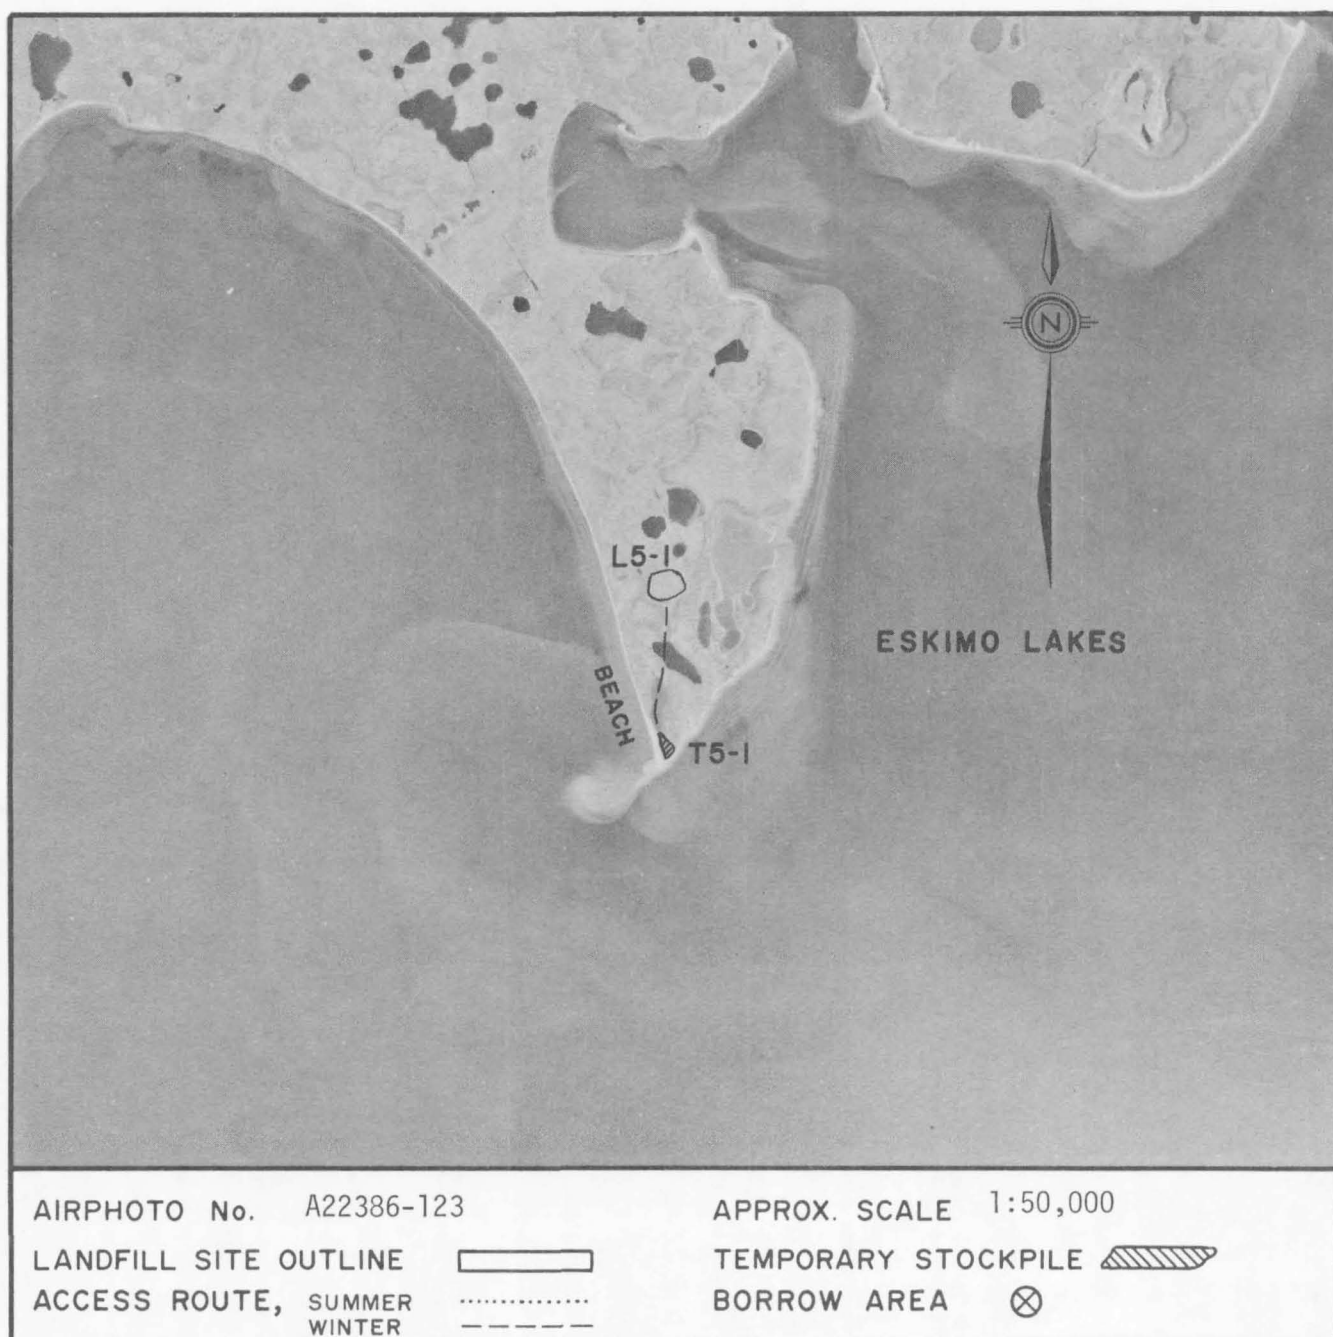 N
ESKIMO LAKES
L5-1
BEACH
T5-1
AIRPHOTO No. A22386-123
APPROX. SCALE 1:50,000
LANDFILL SITE OUTLINE
TEMPORARY STOCKPILE
ACCESS ROUTE, SUMMER
WINTER
BORROW AREA